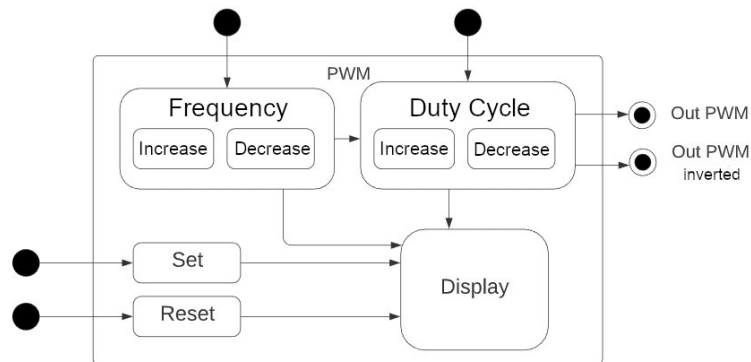 PWM
Frequency
Increase
Decrease
Duty Cycle
Increase
Decrease
Out PWM
Out PWM
inverted
Set
Reset
Display